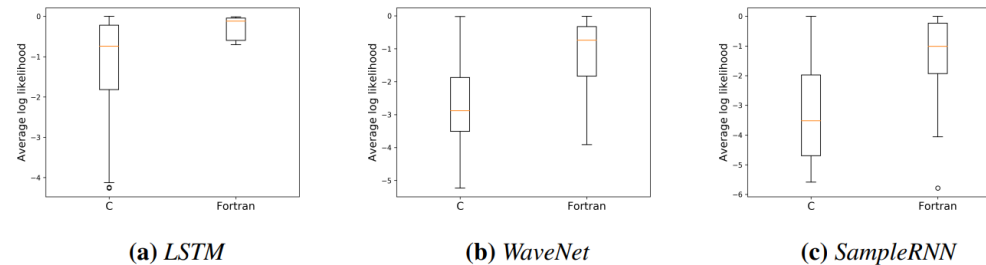 Average log likelihood
0
−1
−2
−3
−4
C
Fortran
(a) LSTM
Average log likelihood
0
−1
−2
−3
−4
−5
C
Fortran
(b) WaveNet
Average log likelihood
0
−1
−2
−3
−4
−5
−6
C
Fortran
(c) SampleRNN